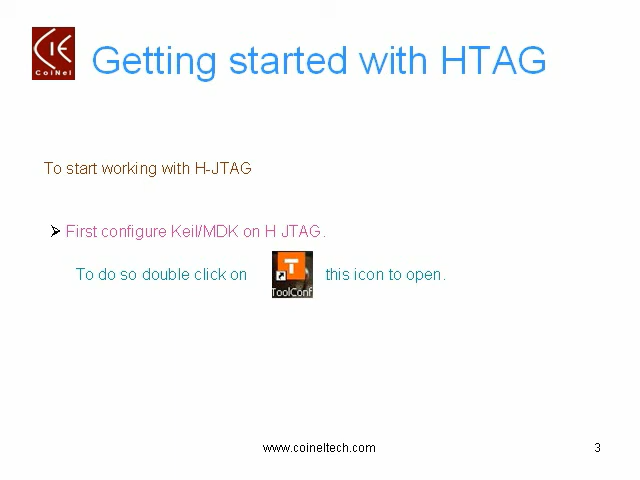 CIE
CoiNel
Getting started with HTAG
To start working with H-JTAG
First configure Keil/MDK on H JTAG.
To do so double click on T this icon to open.
ToolConf
www.coineltech.com 3